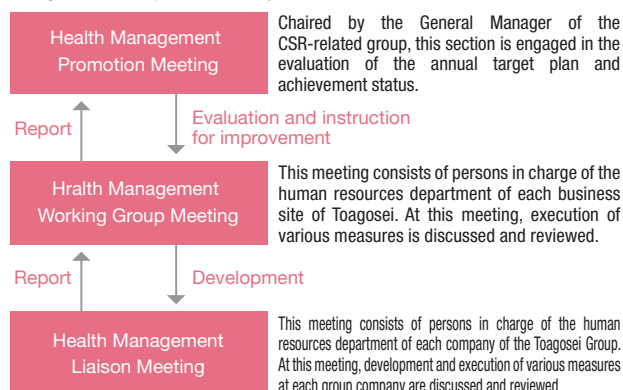 Health Management
Promotion Meeting
Chaired by the General Manager of the
CSR-related group, this section is engaged in the
evaluation of the annual target plan and
achievement status.
Report
Evaluation and instruction
for improvement
Hralth Management
Working Group Meeting
This meeting consists of persons in charge of the
human resources department of each business
site of Toagosei. At this meeting, execution of
various measures is discussed and reviewed.
Report
Development
Health Management
Liaison Meeting
This meeting consists of persons in charge of the human
resources department of each company of the Toagosei Group.
At this meeting, development and execution of various measures
at each group company are discussed and reviewed